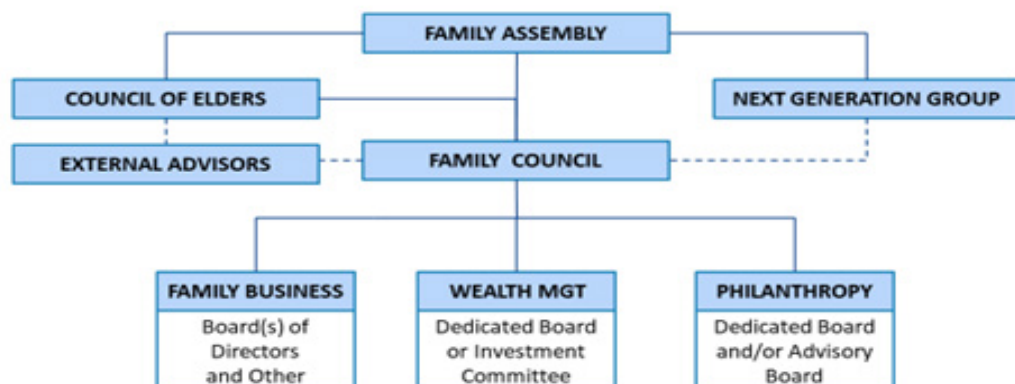 FAMILY ASSEMBLY
COUNCIL OF ELDERS
NEXT GENERATION GROUP
EXTERNAL ADVISORS
FAMILY COUNCIL
FAMILY BUSINESS
Board(s) of
Directors
and Other
WEALTH MGT
Dedicated Board
or Investment
Committee
PHILANTHROPY
Dedicated Board
and/or Advisory
Board